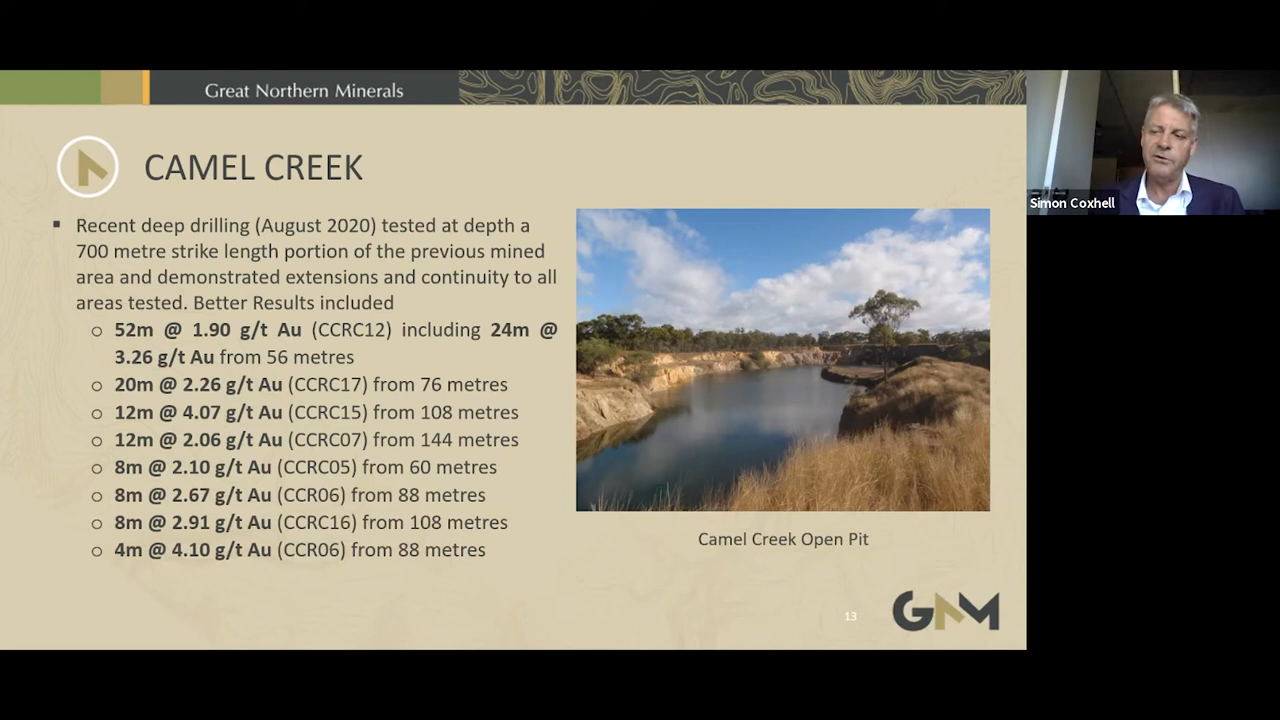 Great Northern Minerals
CAMEL CREEK
▪ Recent deep drilling (August 2020) tested at depth a
700 metre strike length portion of the previous mined
area and demonstrated extensions and continuity to all
areas tested. Better Results included
o 52m @ 1.90 g/t Au (CCRC12) including 24m @
3.26 g/t Au from 56 metres
o 20m @ 2.26 g/t Au (CCRC17) from 76 metres
o 12m @ 4.07 g/t Au (CCRC15) from 108 metres
o 12m @ 2.06 g/t Au (CCRC07) from 144 metres
o 8m @ 2.10 g/t Au (CCRC05) from 60 metres
o 8m @ 2.67 g/t Au (CCR06) from 88 metres
o 8m @ 2.91 g/t Au (CCRC16) from 108 metres
o 4m @ 4.10 g/t Au (CCR06) from 88 metres
Camel Creek Open Pit
13
GNM
Simon Coxhell